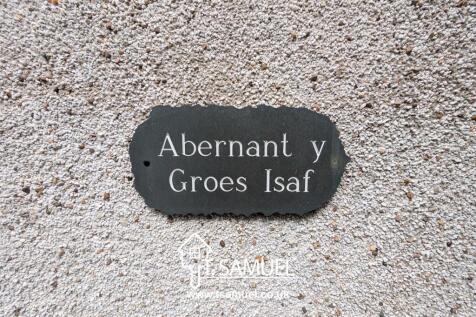 Abernant y
Groes Isaf
T SAMUEL
www.tsamuel.co.uk